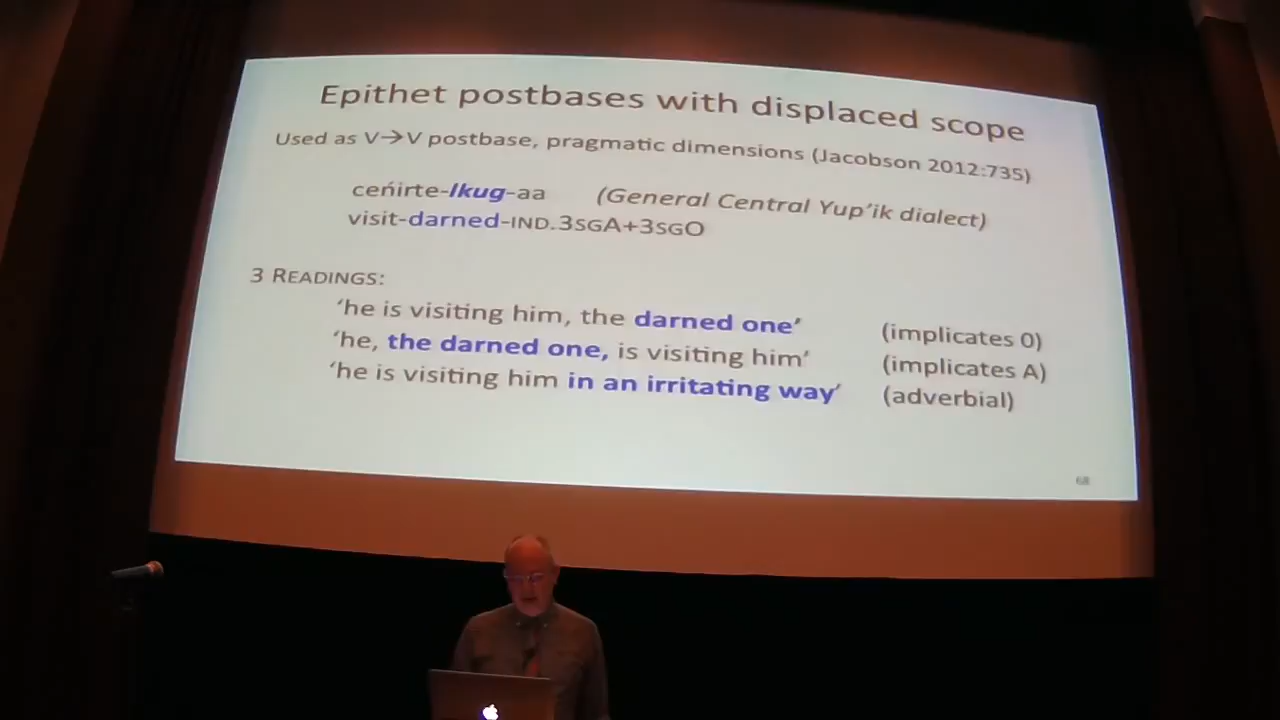 Epithet postbases with displaced scope
Used as V→V postbase, pragmatic dimensions (Jacobson 2012:735)
ceńirte-lkug-aa (General Central Yup'ik dialect)
visit-darned-IND.3SGA+3SGO
3 READINGS:
'he is visiting him, the darned one' (implicates O)
'he, the darned one, is visiting him' (implicates A)
'he is visiting him in an irritating way' (adverbial)
68